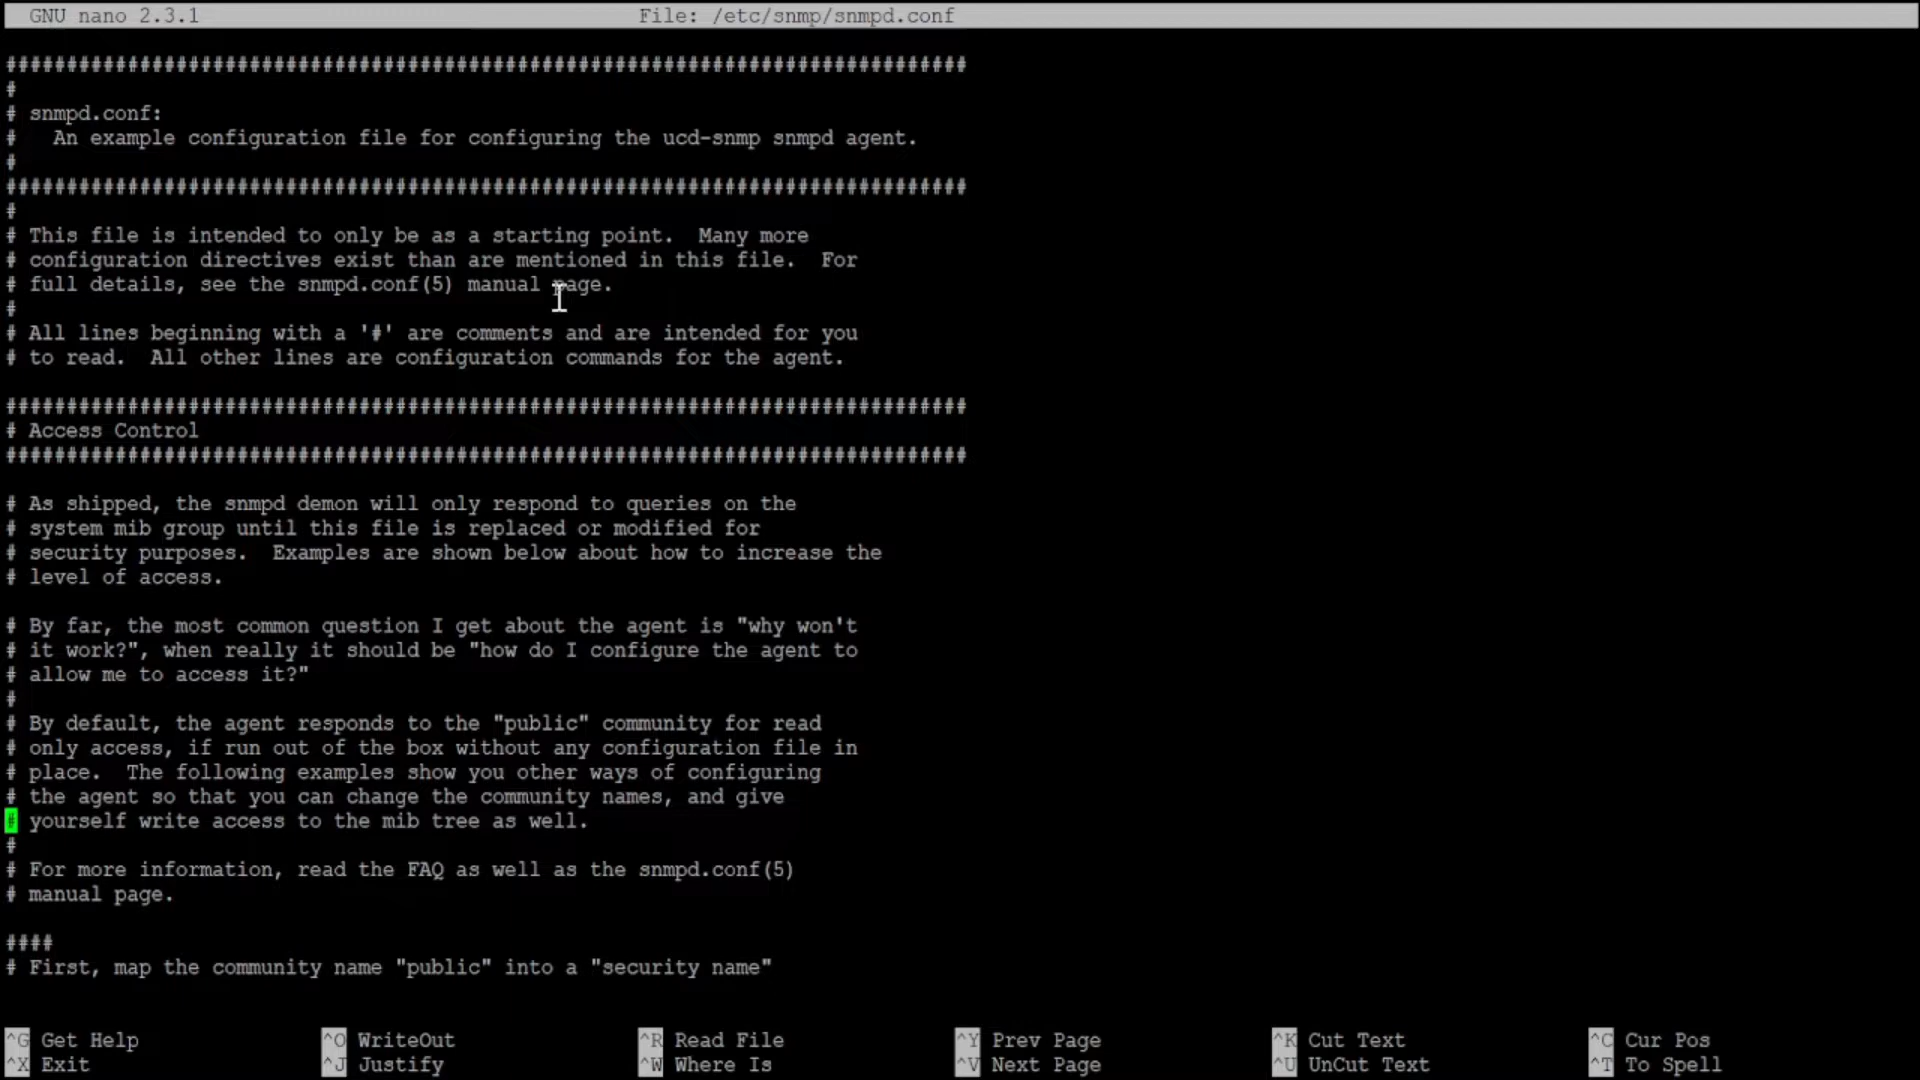 GNU nano 2.3.1 File: /etc/snmp/snmpd.conf
###############################################################################
#
# snmpd.conf:
#   An example configuration file for configuring the ucd-snmp snmpd agent.
#
###############################################################################
#
# This file is intended to only be as a starting point.  Many more
# configuration directives exist than are mentioned in this file.  For
# full details, see the snmpd.conf(5) manual page.
#
# All lines beginning with a '#' are comments and are intended for you
# to read.  All other lines are configuration commands for the agent.
###############################################################################
# Access Control
###############################################################################
# As shipped, the snmpd demon will only respond to queries on the
# system mib group until this file is replaced or modified for
# security purposes.  Examples are shown below about how to increase the
# level of access.
# By far, the most common question I get about the agent is "why won't
# it work?", when really it should be "how do I configure the agent to
# allow me to access it?"
#
# By default, the agent responds to the "public" community for read
# only access, if run out of the box without any configuration file in
# place.  The following examples show you other ways of configuring
# the agent so that you can change the community names, and give
# yourself write access to the mib tree as well.
#
# For more information, read the FAQ as well as the snmpd.conf(5)
# manual page.
####
# First, map the community name "public" into a "security name"
^G Get Help ^O WriteOut ^R Read File ^Y Prev Page ^K Cut Text ^C Cur Pos
^X Exit ^J Justify ^W Where Is ^V Next Page ^U UnCut Text ^T To Spell